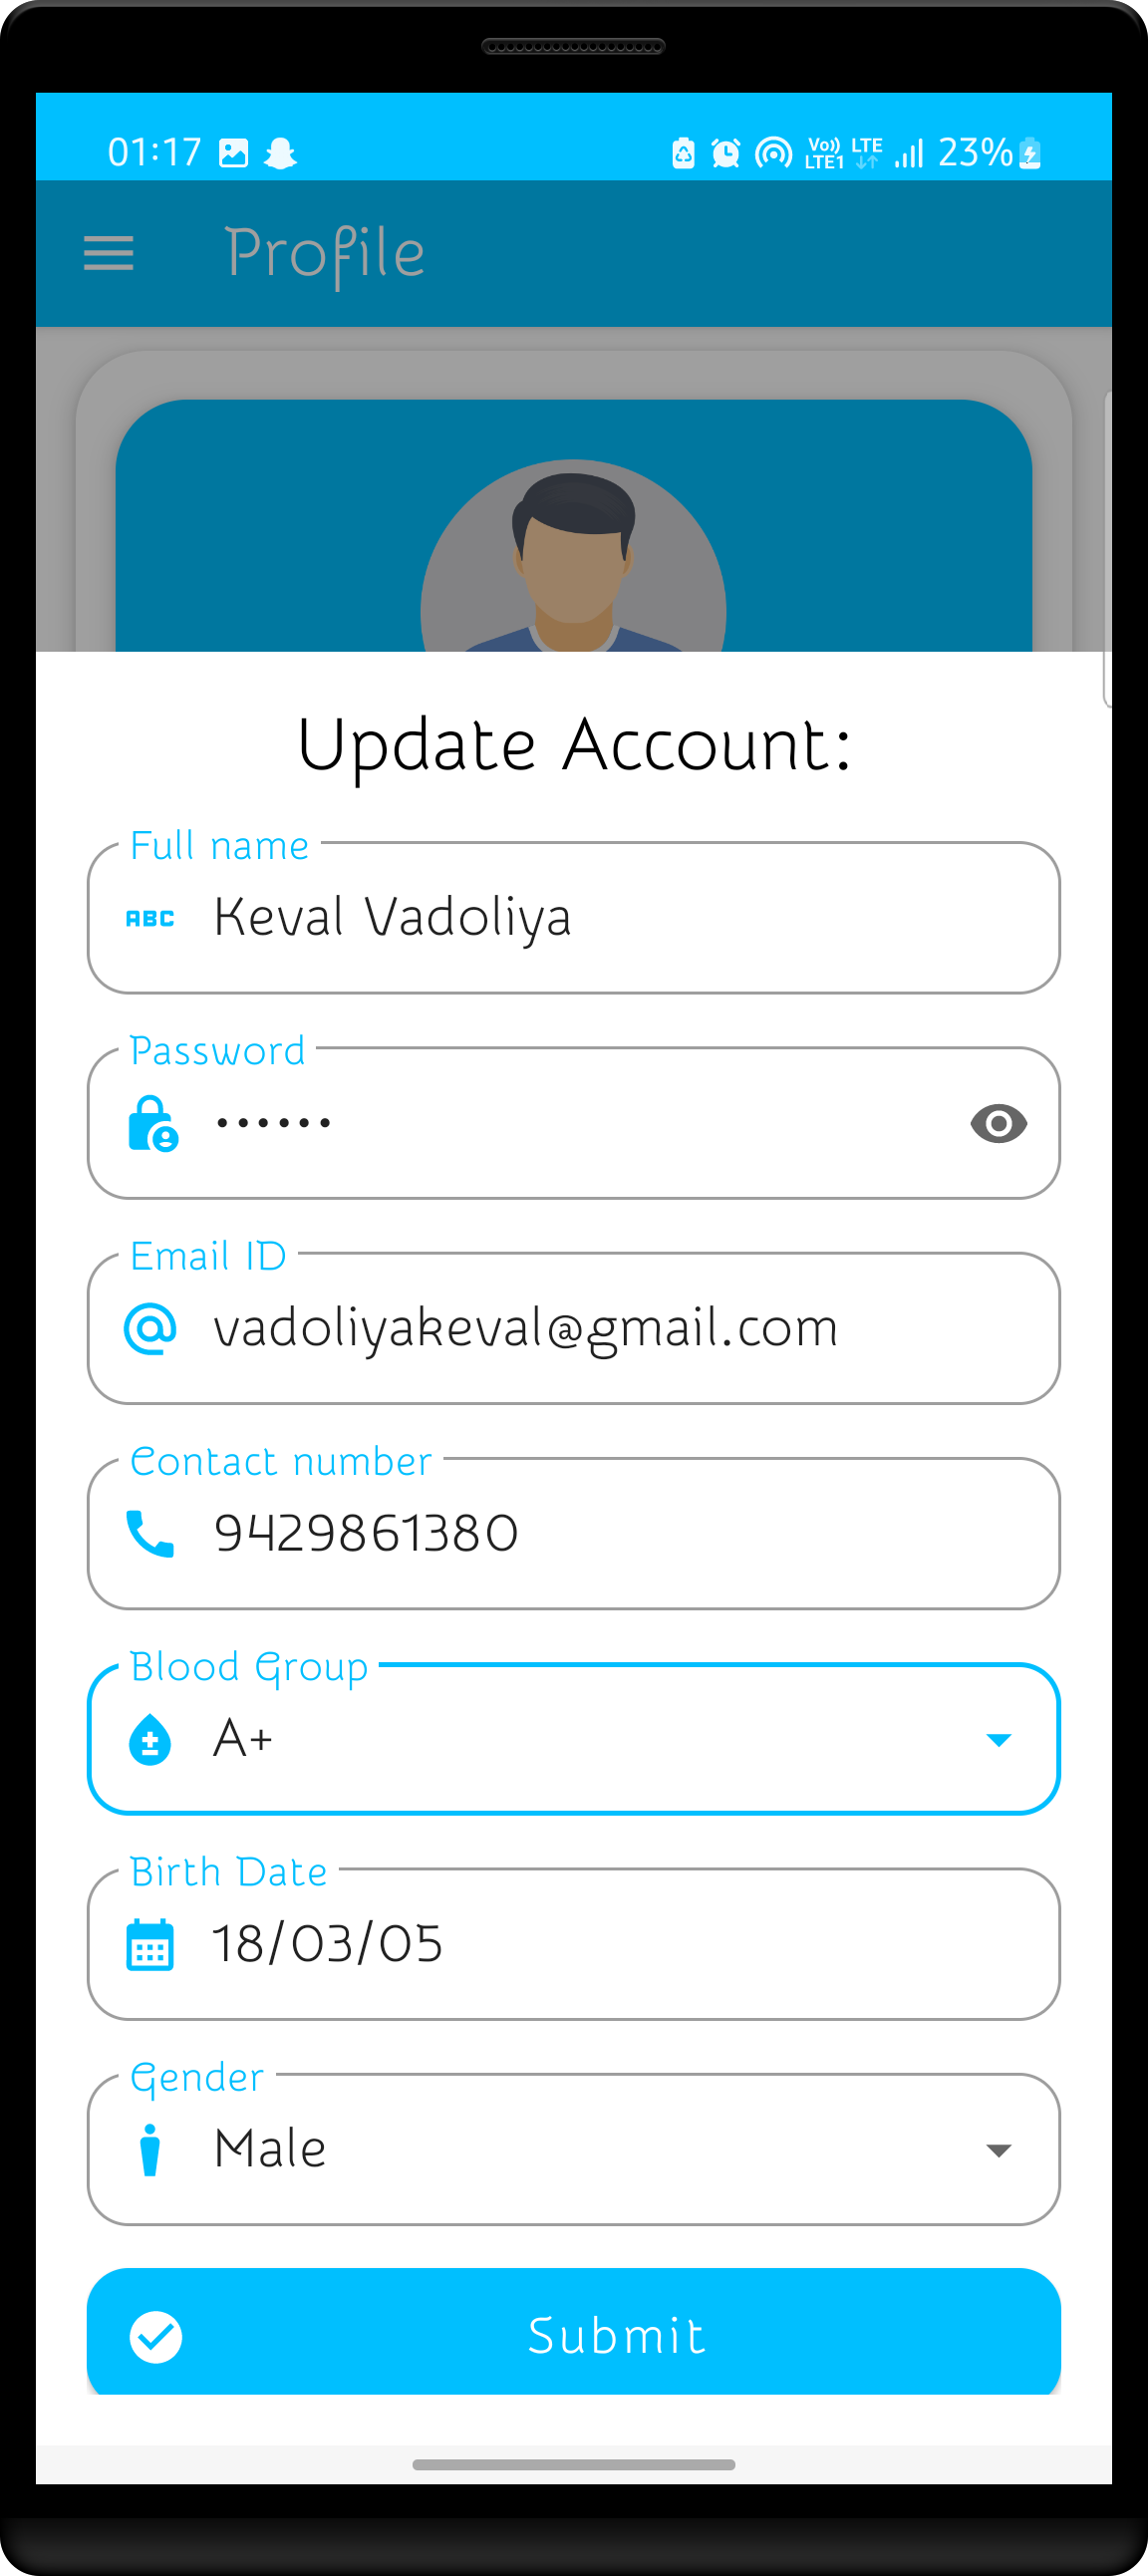 01:17 Vo)) LTE1 LTE 23%
Profile
Update Account:
Full name
ABC Keval Vadoliya
Password
••••••
Email ID
vadoliyakeval@gmail.com
Contact number
9429861380
Blood Group
A+
Birth Date
18/03/05
Gender
Male
Submit